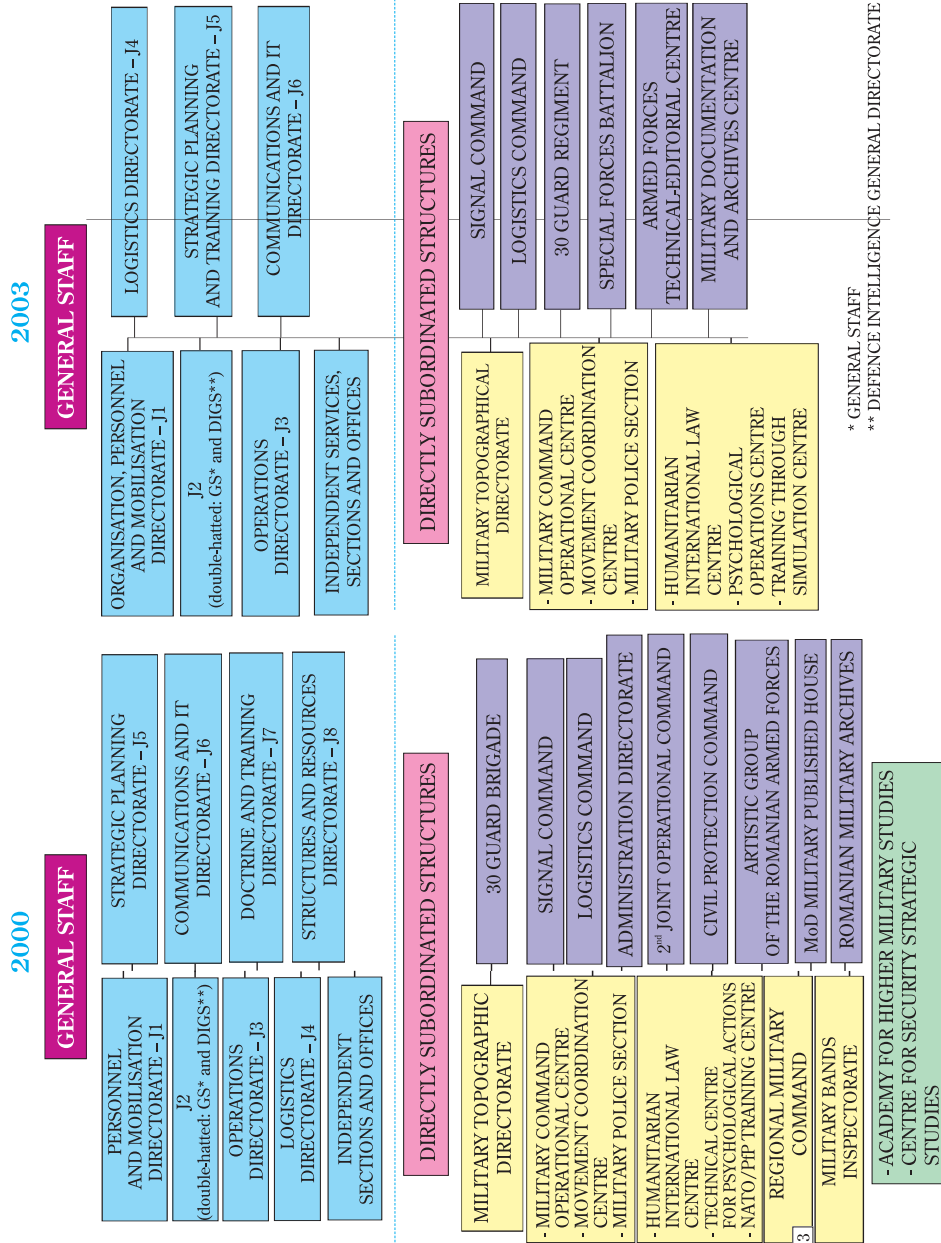 2000
GENERAL STAFF
PERSONNEL
AND MOBILISATION
DIRECTORATE – J1
J2
(double-hatted: GS* and DIGS**)
OPERATIONS
DIRECTORATE – J3
LOGISTICS
DIRECTORATE – J4
INDEPENDENT
SECTIONS AND OFFICES
STRATEGIC PLANNING
DIRECTORATE – J5
COMMUNICATIONS AND IT
DIRECTORATE – J6
DOCTRINE AND TRAINING
DIRECTORATE – J7
STRUCTURES AND RESOURCES
DIRECTORATE – J8
DIRECTLY SUBORDINATED STRUCTURES
MILITARY TOPOGRAPHIC
DIRECTORATE
- MILITARY COMMAND
OPERATIONAL CENTRE
- MOVEMENT COORDINATION
CENTRE
- MILITARY POLICE SECTION
- HUMANITARIAN
INTERNATIONAL LAW
CENTRE
- TECHNICAL CENTRE
FOR PSYCHOLOGICAL ACTIONS
- NATO/PfP TRAINING CENTRE
REGIONAL MILITARY
COMMAND
3
MILITARY BANDS
INSPECTORATE
30 GUARD BRIGADE
SIGNAL COMMAND
LOGISTICS COMMAND
ADMINISTRATION DIRECTORATE
2nd JOINT OPERATIONAL COMMAND
CIVIL PROTECTION COMMAND
ARTISTIC GROUP
OF THE ROMANIAN ARMED FORCES
MoD MILITARY PUBLISHED HOUSE
ROMANIAN MILITARY ARCHIVES
- ACADEMY FOR HIGHER MILITARY STUDIES
- CENTRE FOR SECURITY STRATEGIC
STUDIES
2003
GENERAL STAFF
ORGANISATION, PERSONNEL
AND MOBILISATION
DIRECTORATE – J1
J2
(double-hatted: GS* and DIGS**)
OPERATIONS
DIRECTORATE – J3
INDEPENDENT SERVICES,
SECTIONS AND OFFICES
LOGISTICS DIRECTORATE – J4
STRATEGIC PLANNING
AND TRAINING DIRECTORATE – J5
COMMUNICATIONS AND IT
DIRECTORATE – J6
DIRECTLY SUBORDINATED STRUCTURES
MILITARY TOPOGRAPHICAL
DIRECTORATE
- MILITARY COMMAND
OPERATIONAL CENTRE
- MOVEMENT COORDINATION
CENTRE
- MILITARY POLICE SECTION
- HUMANITARIAN
INTERNATIONAL LAW
CENTRE
- PSYCHOLOGICAL
OPERATIONS CENTRE
- TRAINING THROUGH
SIMULATION CENTRE
SIGNAL COMMAND
LOGISTICS COMMAND
30 GUARD REGIMENT
SPECIAL FORCES BATTALION
ARMED FORCES
TECHNICAL-EDITORIAL CENTRE
MILITARY DOCUMENTATION
AND ARCHIVES CENTRE
* GENERAL STAFF
** DEFENCE INTELLIGENCE GENERAL DIRECTORATE